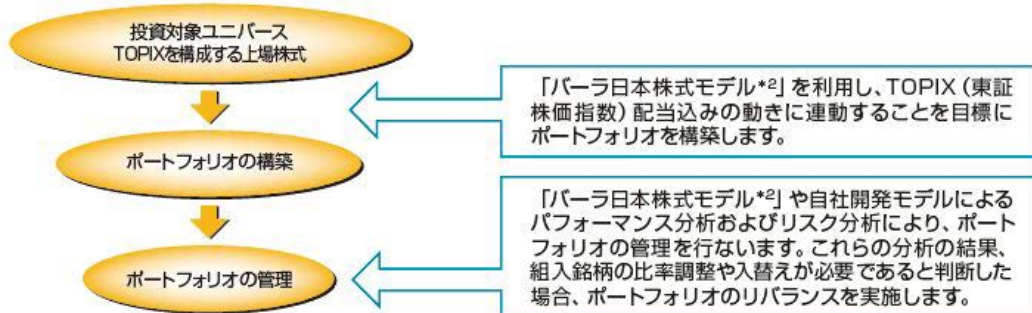 投資対象ユニバース
TOPIXを構成する上場株式
「バーラ日本株式モデル*2」を利用し、TOPIX（東証
株価指数）配当込みの動きに連動することを目標に
ポートフォリオを構築します。
ポートフォリオの構築
「バーラ日本株式モデル*2」や自社開発モデルによる
パフォーマンス分析およびリスク分析により、ポート
フォリオの管理を行ないます。これらの分析の結果、
組入銘柄の比率調整や入替えが必要であると判断した
場合、ポートフォリオのリバランスを実施します。
ポートフォリオの管理